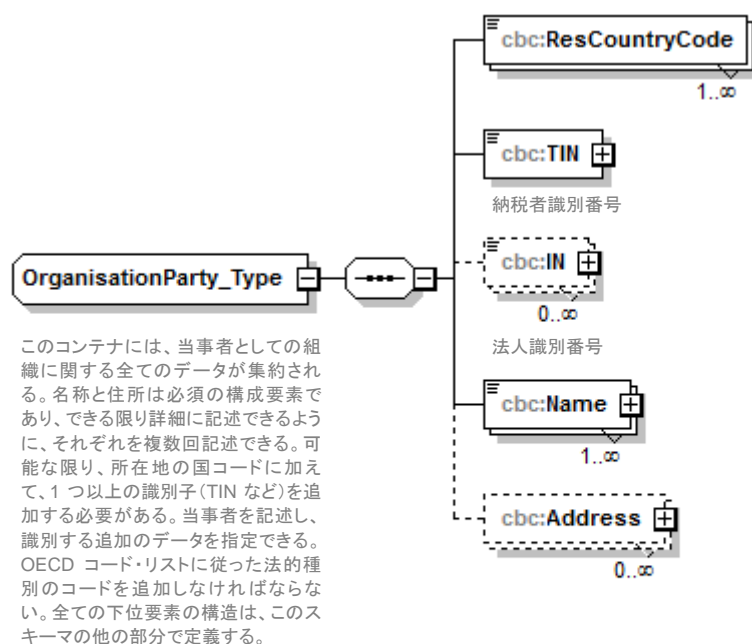 cbc:ResCountryCode
1..∞
cbc:TIN
納税者識別番号
OrganisationParty_Type
cbc:IN
0..∞
法人識別番号
このコンテナには、当事者としての組
織に関する全てのデータが集約され
る。名称と住所は必須の構成要素で
あり、できる限り詳細に記述できるよう
に、それぞれを複数回記述できる。可
能な限り、所在地の国コードに加え
て、1 つ以上の識別子(TIN など)を追
加する必要がある。当事者を記述し、
識別する追加のデータを指定できる。
OECD コード・リストに従った法的種
別のコードを追加しなければならな
い。全ての下位要素の構造は、このス
キーマの他の部分で定義する。
cbc:Name
1..∞
cbc:Address
0..∞